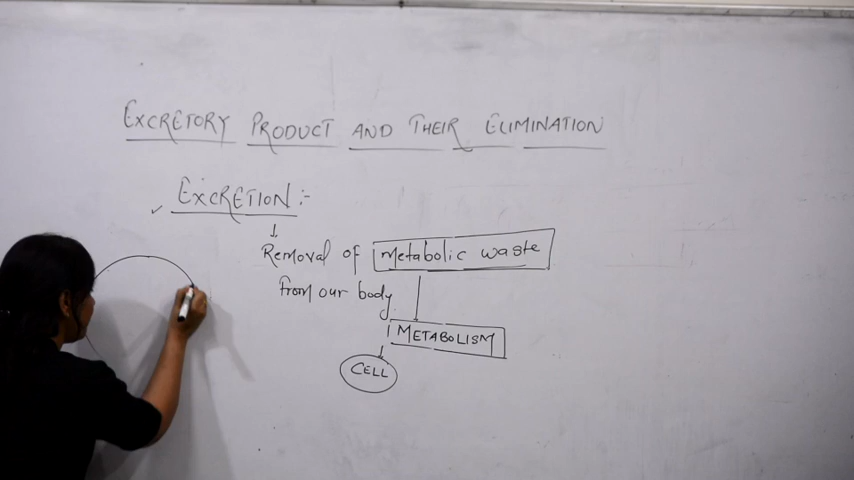 EXCRETORY PRODUCT AND THEIR ELIMINATION
✓ EXCRETION :-
↓
Removal of metabolic waste
from our body.
METABOLISM
↓
CELL